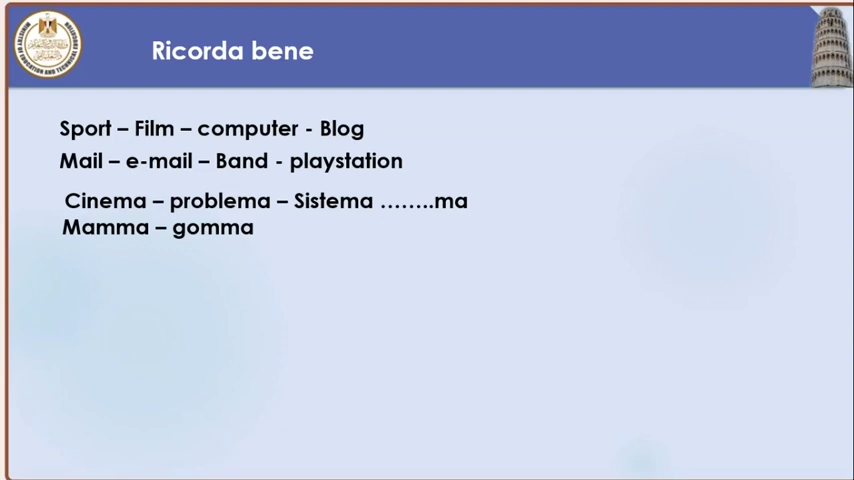 Ricorda bene
Sport – Film – computer - Blog
Mail – e-mail – Band - playstation
Cinema – problema – Sistema ........ma
Mamma – gomma